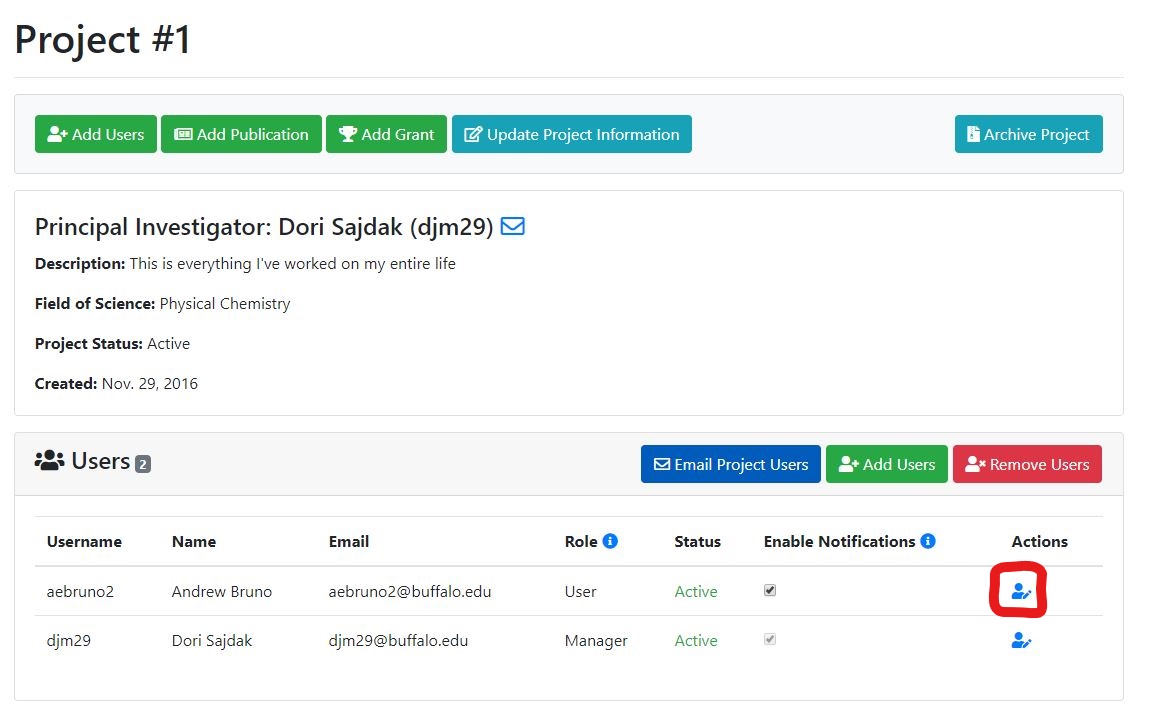 Project #1
Add Users Add Publication Add Grant Update Project Information Archive Project
Principal Investigator: Dori Sajdak (djm29)
Description: This is everything I've worked on my entire life
Field of Science: Physical Chemistry
Project Status: Active
Created: Nov. 29, 2016
Users 2 Email Project Users Add Users Remove Users
Username Name Email Role Status Enable Notifications Actions
aebruno2 Andrew Bruno aebruno2@buffalo.edu User Active
djm29 Dori Sajdak djm29@buffalo.edu Manager Active